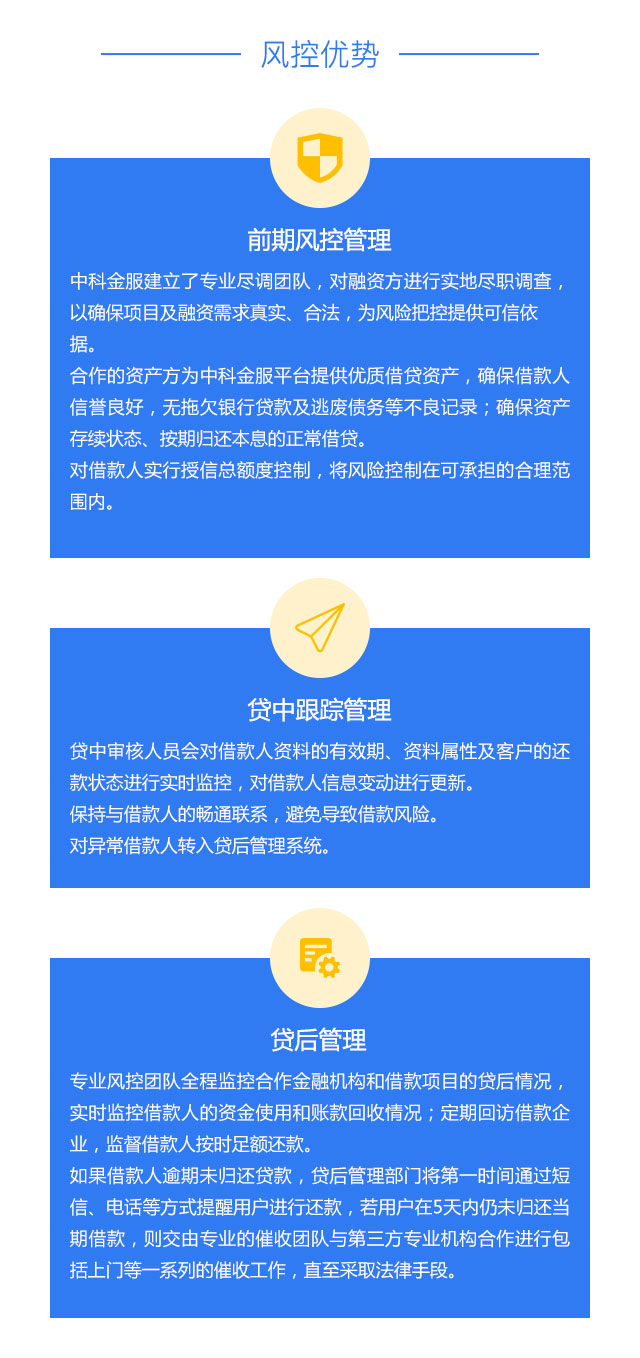 风控优势
前期风控管理
中科金服建立了专业尽调团队，对融资方进行实地尽职调查，
以确保项目及融资需求真实、合法，为风险把控提供可信依
据。
合作的资产方为中科金服平台提供优质借贷资产，确保借款人
信誉良好，无拖欠银行贷款及逃废债务等不良记录；确保资产
存续状态、按期归还本息的正常借贷。
对借款人实行授信总额度控制，将风险控制在可承担的合理范
围内。
贷中跟踪管理
贷中审核人员会对借款人资料的有效期、资料属性及客户的还
款状态进行实时监控，对借款人信息变动进行更新。
保持与借款人的畅通联系，避免导致借款风险。
对异常借款人转入贷后管理系统。
贷后管理
专业风控团队全程监控合作金融机构和借款项目的贷后情况，
实时监控借款人的资金使用和账款回收情况；定期回访借款企
业，监督借款人按时足额还款。
如果借款人逾期未归还贷款，贷后管理部门将第一时间通过短
信、电话等方式提醒用户进行还款，若用户在5天内仍未归还当
期借款，则交由专业的催收团队与第三方专业机构合作进行包
括上门等一系列的催收工作，直至采取法律手段。